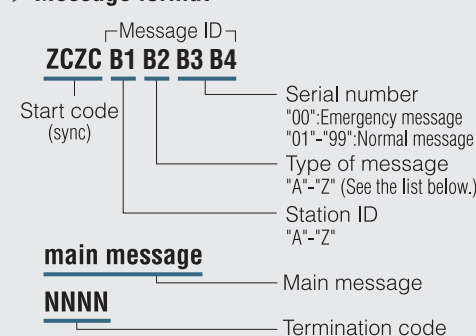 Message format
Message ID
ZCZC B1 B2 B3 B4
Start code
(sync)
Serial number
"00":Emergency message
"01"-"99":Normal message
Type of message
"A"-"Z" (See the list below.)
Station ID
"A"-"Z"
main message
Main message
NNNN
Termination code